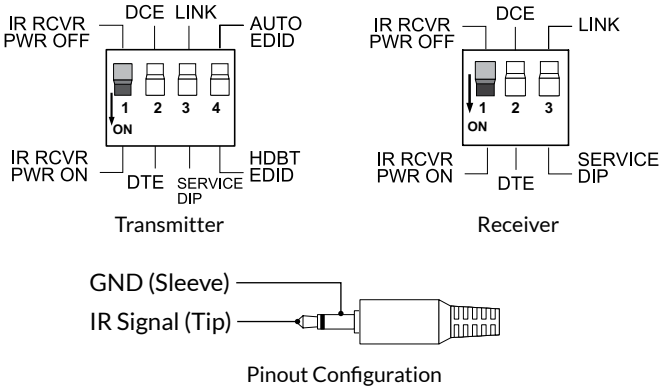 IR RCVR
PWR OFF
DCE
LINK
AUTO
EDID
1
2
3
4
ON
IR RCVR
PWR ON
DTE
SERVICE
DIP
HDBT
EDID
Transmitter
IR RCVR
PWR OFF
DCE
LINK
1
2
3
ON
IR RCVR
PWR ON
DTE
SERVICE
DIP
Receiver
GND (Sleeve)
IR Signal (Tip)
Pinout Configuration